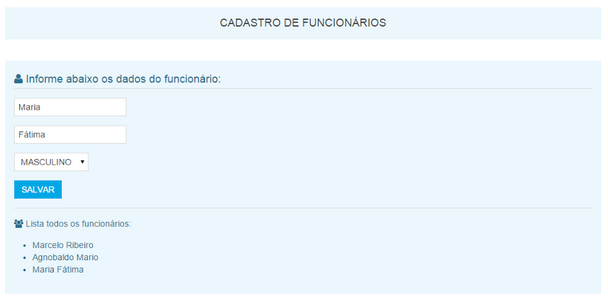 CADASTRO DE FUNCIONÁRIOS
Informe abaixo os dados do funcionário:
Maria
Fátima
MASCULINO
SALVAR
Lista todos os funcionários:
Marcelo Ribeiro
Agnobaldo Mario
Maria Fátima